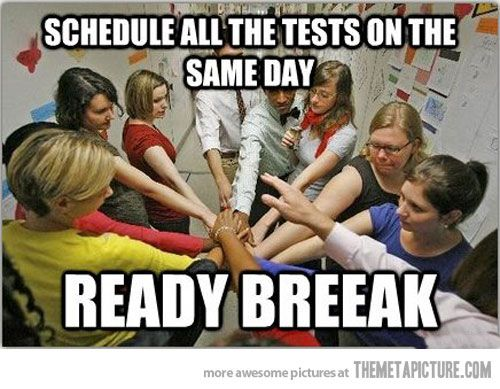 SCHEDULE ALL THE TESTS ON THE
SAME DAY
READY BREEAK
more awesome pictures at THEMETAPICTURE.COM